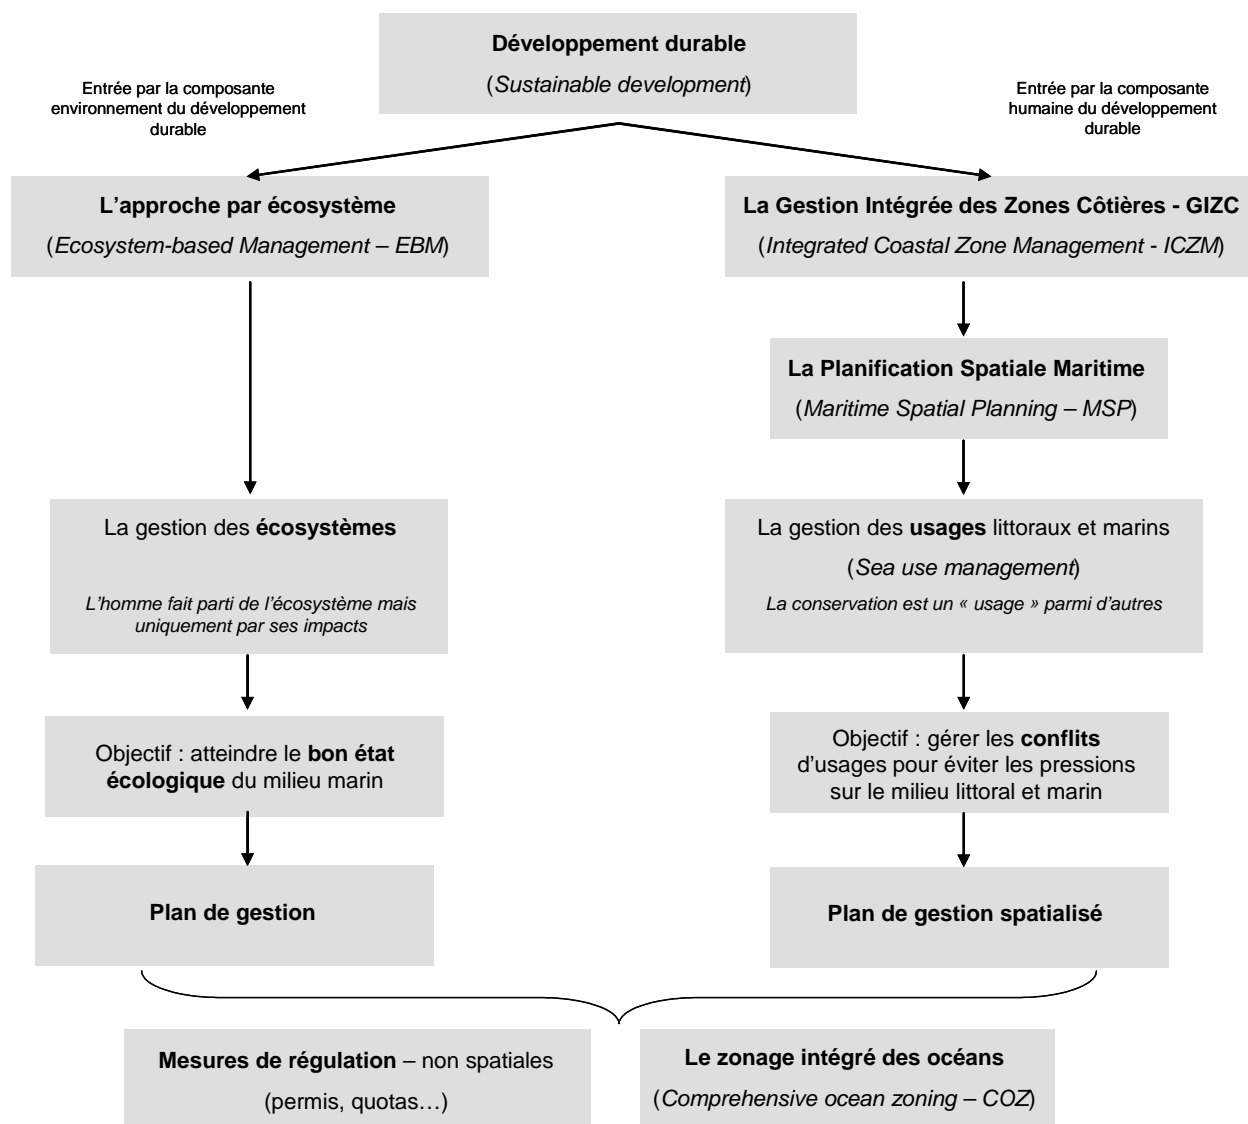 Développement durable
(Sustainable development)
Entrée par la composante
environnement du développement
durable
Entrée par la composante
humaine du développement
durable
L'approche par écosystème
(Ecosystem-based Management – EBM)
La Gestion Intégrée des Zones Côtières - GIZC
(Integrated Coastal Zone Management - ICZM)
La Planification Spatiale Maritime
(Maritime Spatial Planning – MSP)
La gestion des écosystèmes
L'homme fait parti de l'écosystème mais
uniquement par ses impacts
La gestion des usages littoraux et marins
(Sea use management)
La conservation est un « usage » parmi d'autres
Objectif : atteindre le bon état
écologique du milieu marin
Objectif : gérer les conflits
d'usages pour éviter les pressions
sur le milieu littoral et marin
Plan de gestion
Plan de gestion spatialisé
Mesures de régulation – non spatiales
(permis, quotas…)
Le zonage intégré des océans
(Comprehensive ocean zoning – COZ)